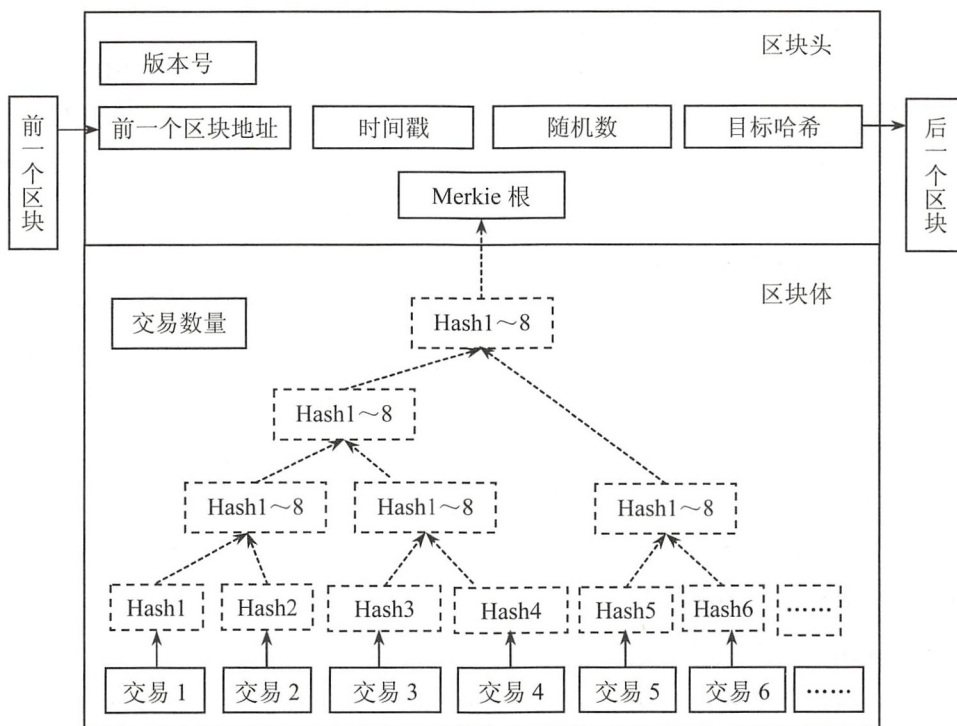 区块头
版本号
前一个区块
前一个区块地址
时间戳
随机数
目标哈希
后一个区块
Merkie 根
区块体
交易数量
Hash1～8
Hash1～8
Hash1～8
Hash1～8
Hash1～8
Hash1
Hash2
Hash3
Hash4
Hash5
Hash6
……
交易 1
交易 2
交易 3
交易 4
交易 5
交易 6
……